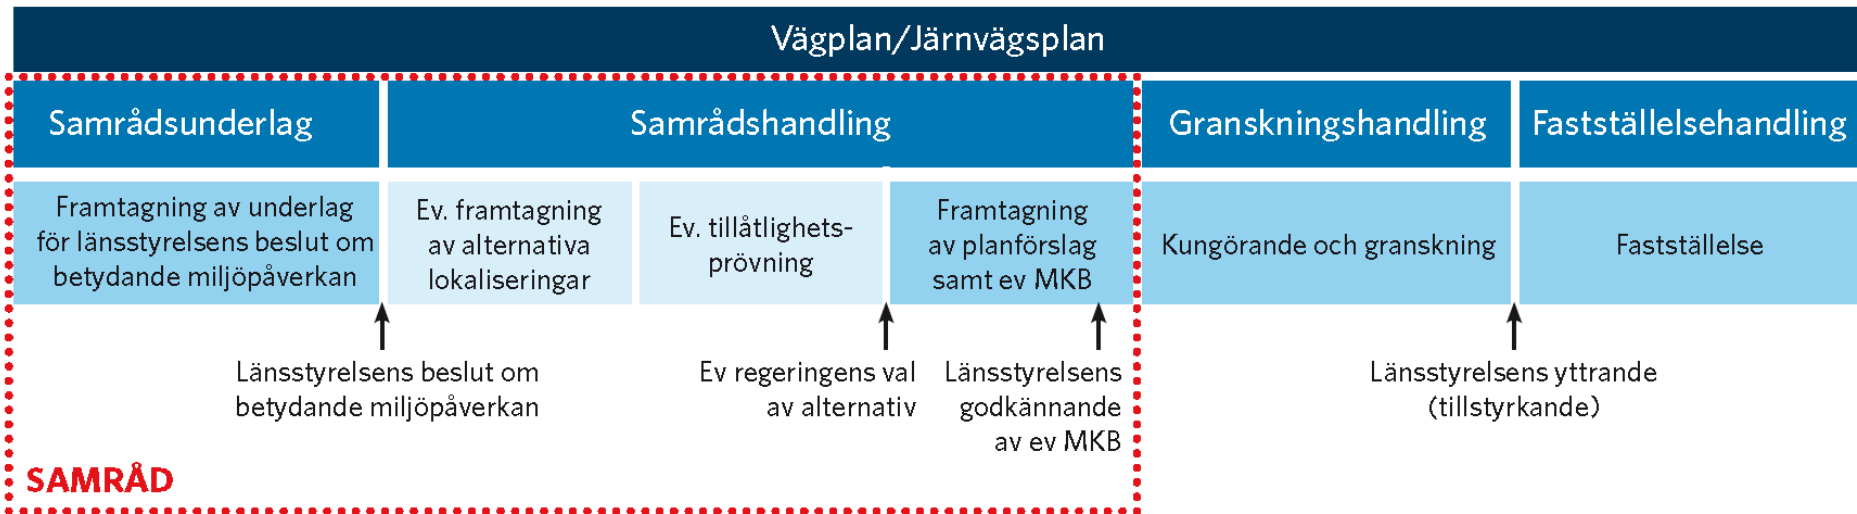 Vägplan/Järnvägsplan
Samrådsunderlag
Samrådshandling
Granskningshandling
Fastställelsehandling
Framtagning av underlag
för länsstyrelsens beslut om
betydande miljöpåverkan
Ev. framtagning
av alternativa
lokaliseringar
Ev. tillåtlighets-
prövning
Framtagning
av planförslag
samt ev MKB
Kungörande och granskning
Fastställelse
Länsstyrelsens beslut om
betydande miljöpåverkan
Ev regeringens val
av alternativ
Länsstyrelsens
godkännande
av ev MKB
Länsstyrelsens yttrande
(tillstyrkande)
SAMRÅD